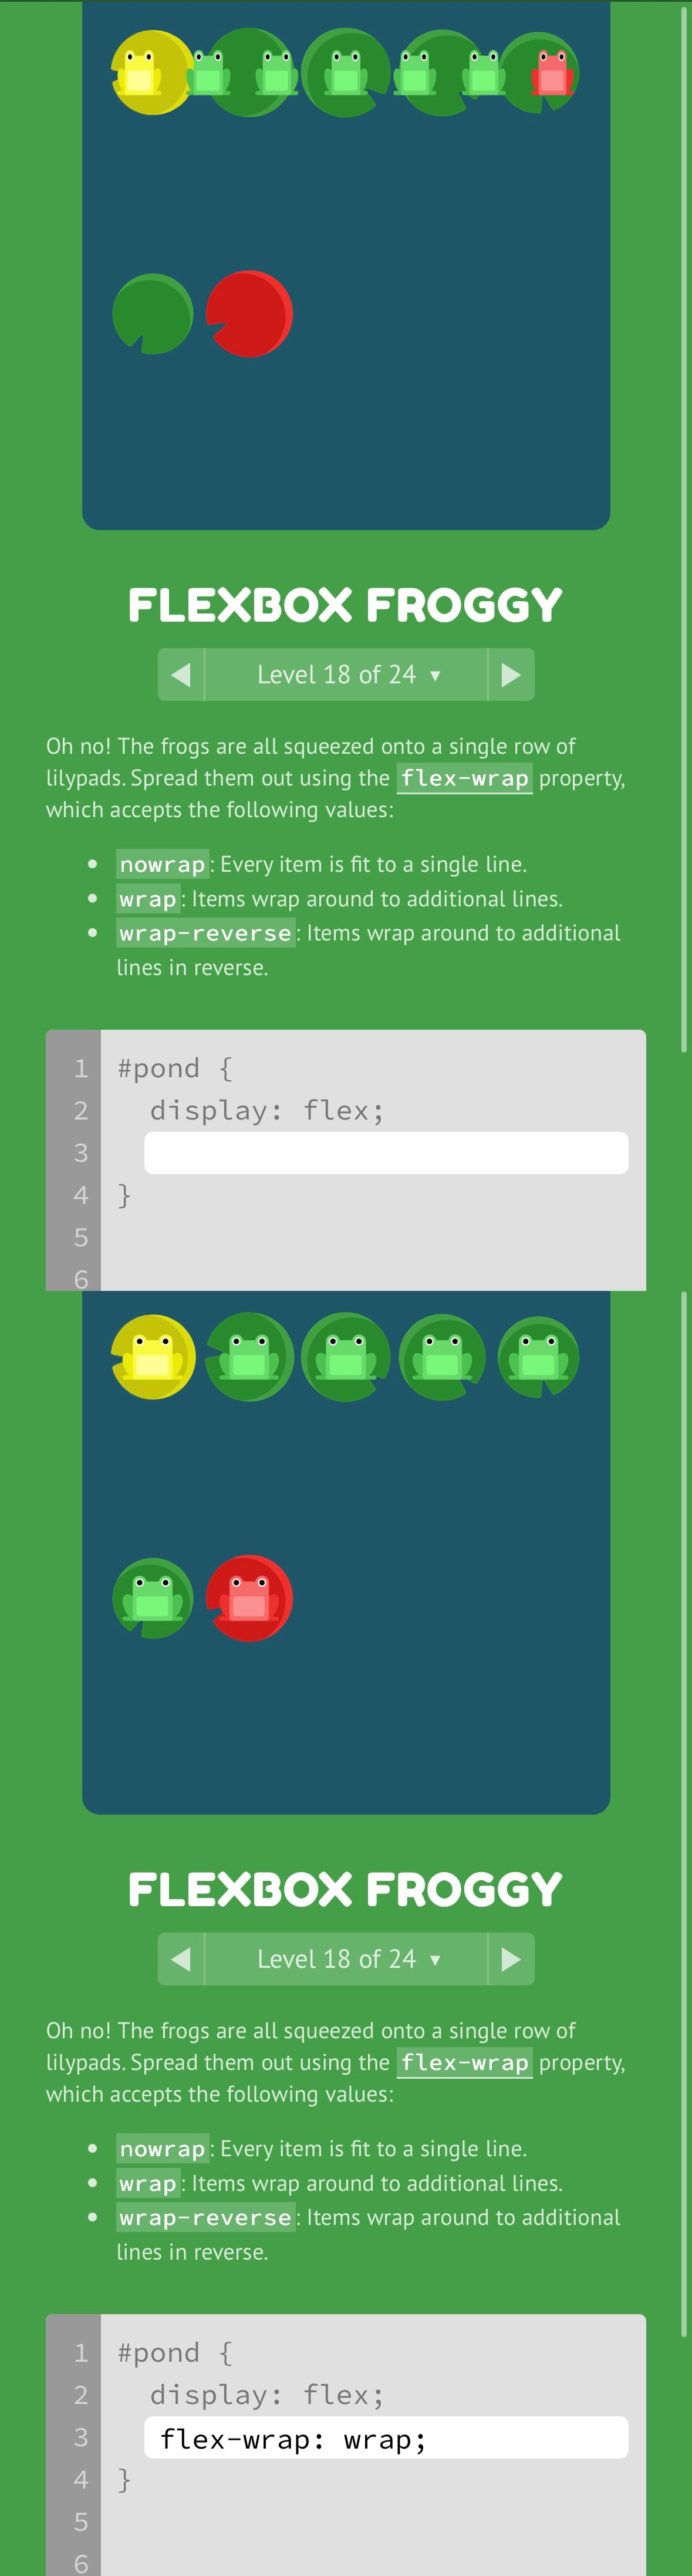 FLEXBOX FROGGY
◀ Level 18 of 24 ▼ ▶
Oh no! The frogs are all squeezed onto a single row of
lilypads. Spread them out using the flex-wrap property,
which accepts the following values:
• nowrap: Every item is fit to a single line.
• wrap: Items wrap around to additional lines.
• wrap-reverse: Items wrap around to additional
lines in reverse.
1 #pond {
2 display: flex;
3
4 }
5
6
FLEXBOX FROGGY
◀ Level 18 of 24 ▼ ▶
Oh no! The frogs are all squeezed onto a single row of
lilypads. Spread them out using the flex-wrap property,
which accepts the following values:
• nowrap: Every item is fit to a single line.
• wrap: Items wrap around to additional lines.
• wrap-reverse: Items wrap around to additional
lines in reverse.
1 #pond {
2 display: flex;
3 flex-wrap: wrap;
4 }
5
6